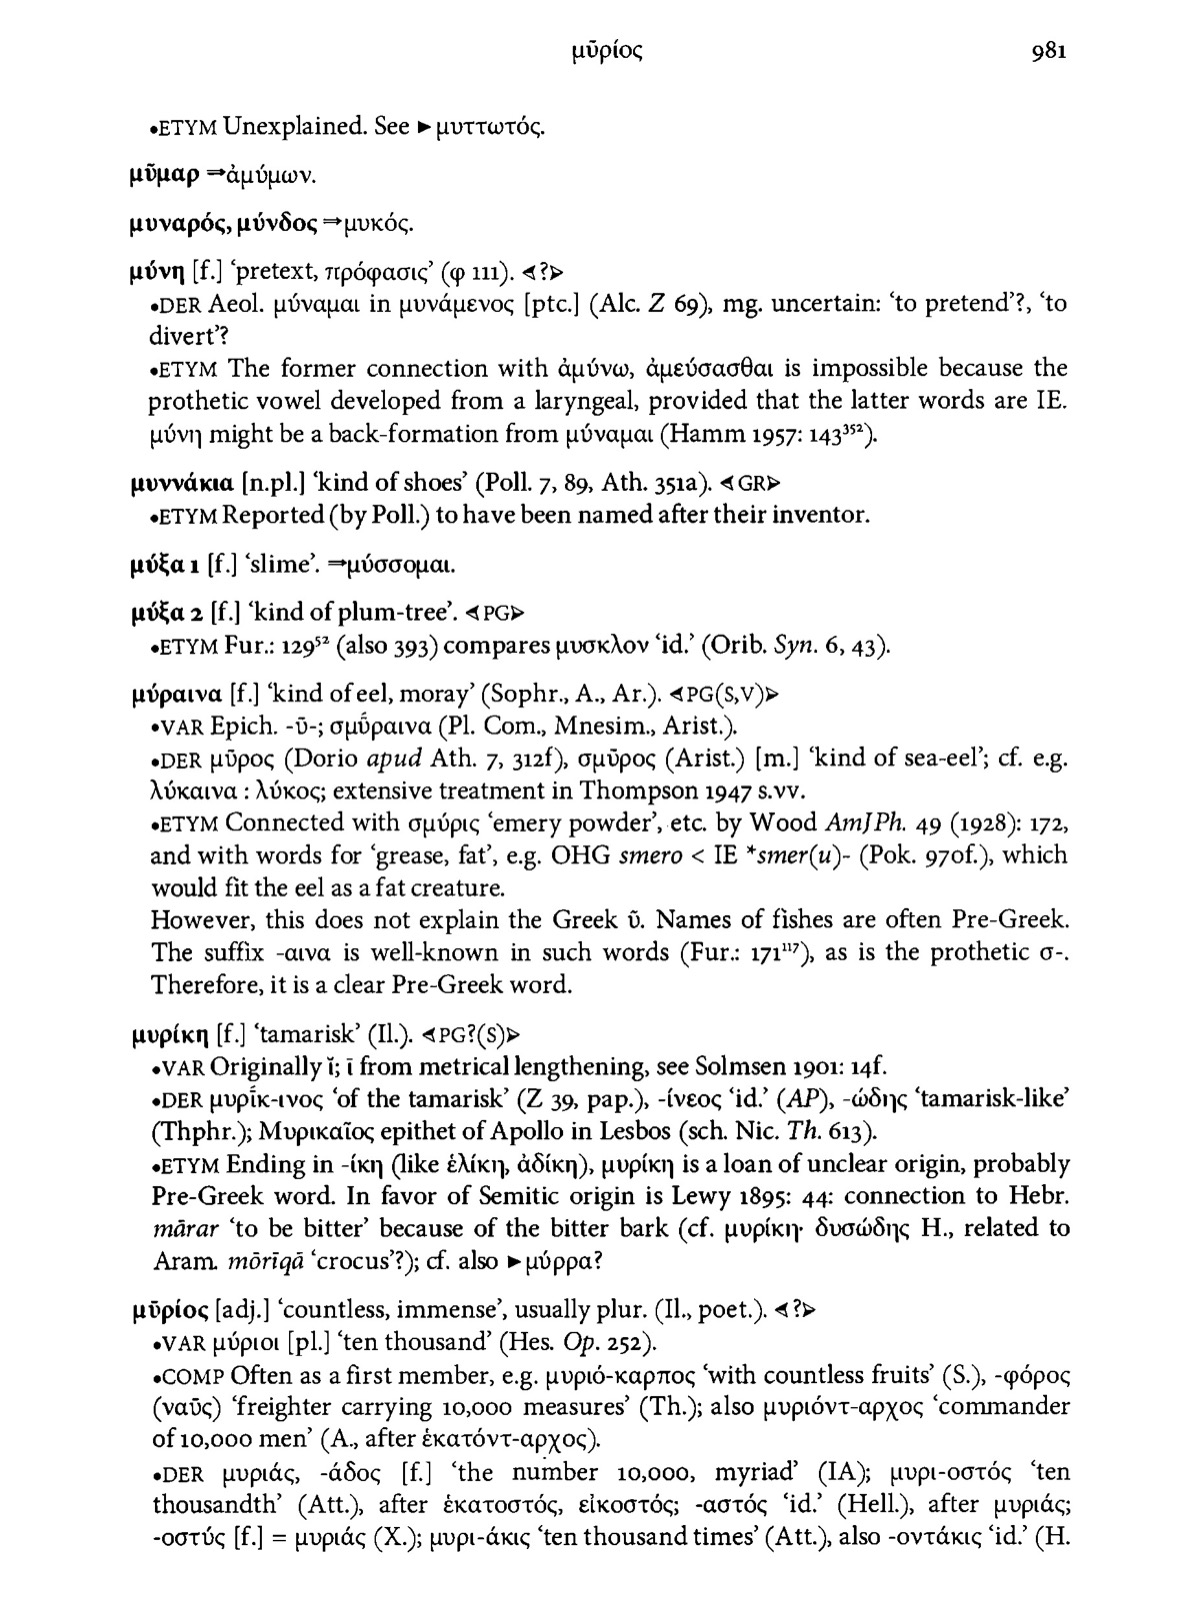 μῡρίος 981
•ETYM Unexplained. See ►μυττωτός.
μῦμαρ ⇒ἀμύμων.
μυναρός, μύνδος ⇒μυκός.
μύνη [f.] ‘pretext, πρόφασις’ (φ 111). ◄?►
•DER Aeol. μύναμαι in μυνάμενος [ptc.] (Alc. Z 69), mg. uncertain: ‘to pretend’?, ‘to
divert’?
•ETYM The former connection with ἀμύνω, ἀμεύσασθαι is impossible because the
prothetic vowel developed from a laryngeal, provided that the latter words are IE.
μύνη might be a back-formation from μύναμαι (Hamm 1957: 143³⁵²).
μυννάκια [n.pl.] ‘kind of shoes’ (Poll. 7, 89, Ath. 351a). ◄GR►
•ETYM Reported (by Poll.) to have been named after their inventor.
μύξα 1 [f.] ‘slime’. ⇒μύσσομαι.
μύξα 2 [f.] ‘kind of plum-tree’. ◄PG►
•ETYM Fur.: 129⁵² (also 393) compares μυσκλον ‘id.’ (Orib. Syn. 6, 43).
μύραινα [f.] ‘kind of eel, moray’ (Sophr., A., Ar.). ◄PG(S,V)►
•VAR Epich. -ῡ-; σμῡ́ραινα (Pl. Com., Mnesim., Arist.).
•DER μῦρος (Dorio apud Ath. 7, 312f), σμῦρος (Arist.) [m.] ‘kind of sea-eel’; cf. e.g.
λύκαινα : λύκος; extensive treatment in Thompson 1947 s.vv.
•ETYM Connected with σμύρις ‘emery powder’, etc. by Wood AmJPh. 49 (1928): 172,
and with words for ‘grease, fat’, e.g. OHG smero < IE *smer(u)- (Pok. 970f.), which
would fit the eel as a fat creature.
However, this does not explain the Greek ῡ. Names of fishes are often Pre-Greek.
The suffix -αινα is well-known in such words (Fur.: 171¹¹⁷), as is the prothetic σ-.
Therefore, it is a clear Pre-Greek word.
μυρίκη [f.] ‘tamarisk’ (Il.). ◄PG?(S)►
•VAR Originally ῐ; ῑ from metrical lengthening, see Solmsen 1901: 14f.
•DER μυρῐ́κ-ινος ‘of the tamarisk’ (Z 39, pap.), -ίνεος ‘id.’ (AP), -ώδης ‘tamarisk-like’
(Thphr.); Μυρικαῖος epithet of Apollo in Lesbos (sch. Nic. Th. 613).
•ETYM Ending in -ίκη (like ἑλίκη, ἀδίκη), μυρίκη is a loan of unclear origin, probably
Pre-Greek word. In favor of Semitic origin is Lewy 1895: 44: connection to Hebr.
mārar ‘to be bitter’ because of the bitter bark (cf. μυρίκη· δυσώδης H., related to
Aram. mōrīqā ‘crocus’?); cf. also ►μύρρα?
μῡρίος [adj.] ‘countless, immense’, usually plur. (Il., poet.). ◄?►
•VAR μύριοι [pl.] ‘ten thousand’ (Hes. Op. 252).
•COMP Often as a first member, e.g. μυριό-καρπος ‘with countless fruits’ (S.), -φόρος
(ναῦς) ‘freighter carrying 10,000 measures’ (Th.); also μυριόντ-αρχος ‘commander
of 10,000 men’ (A., after ἑκατόντ-αρχος).
•DER μυριάς, -άδος [f.] ‘the number 10,000, myriad’ (IA); μυρι-οστός ‘ten
thousandth’ (Att.), after ἑκατοστός, εἰκοστός; -αστός ‘id.’ (Hell.), after μυριάς;
-οστύς [f.] = μυριάς (X.); μυρι-άκις ‘ten thousand times’ (Att.), also -οντάκις ‘id.’ (H.